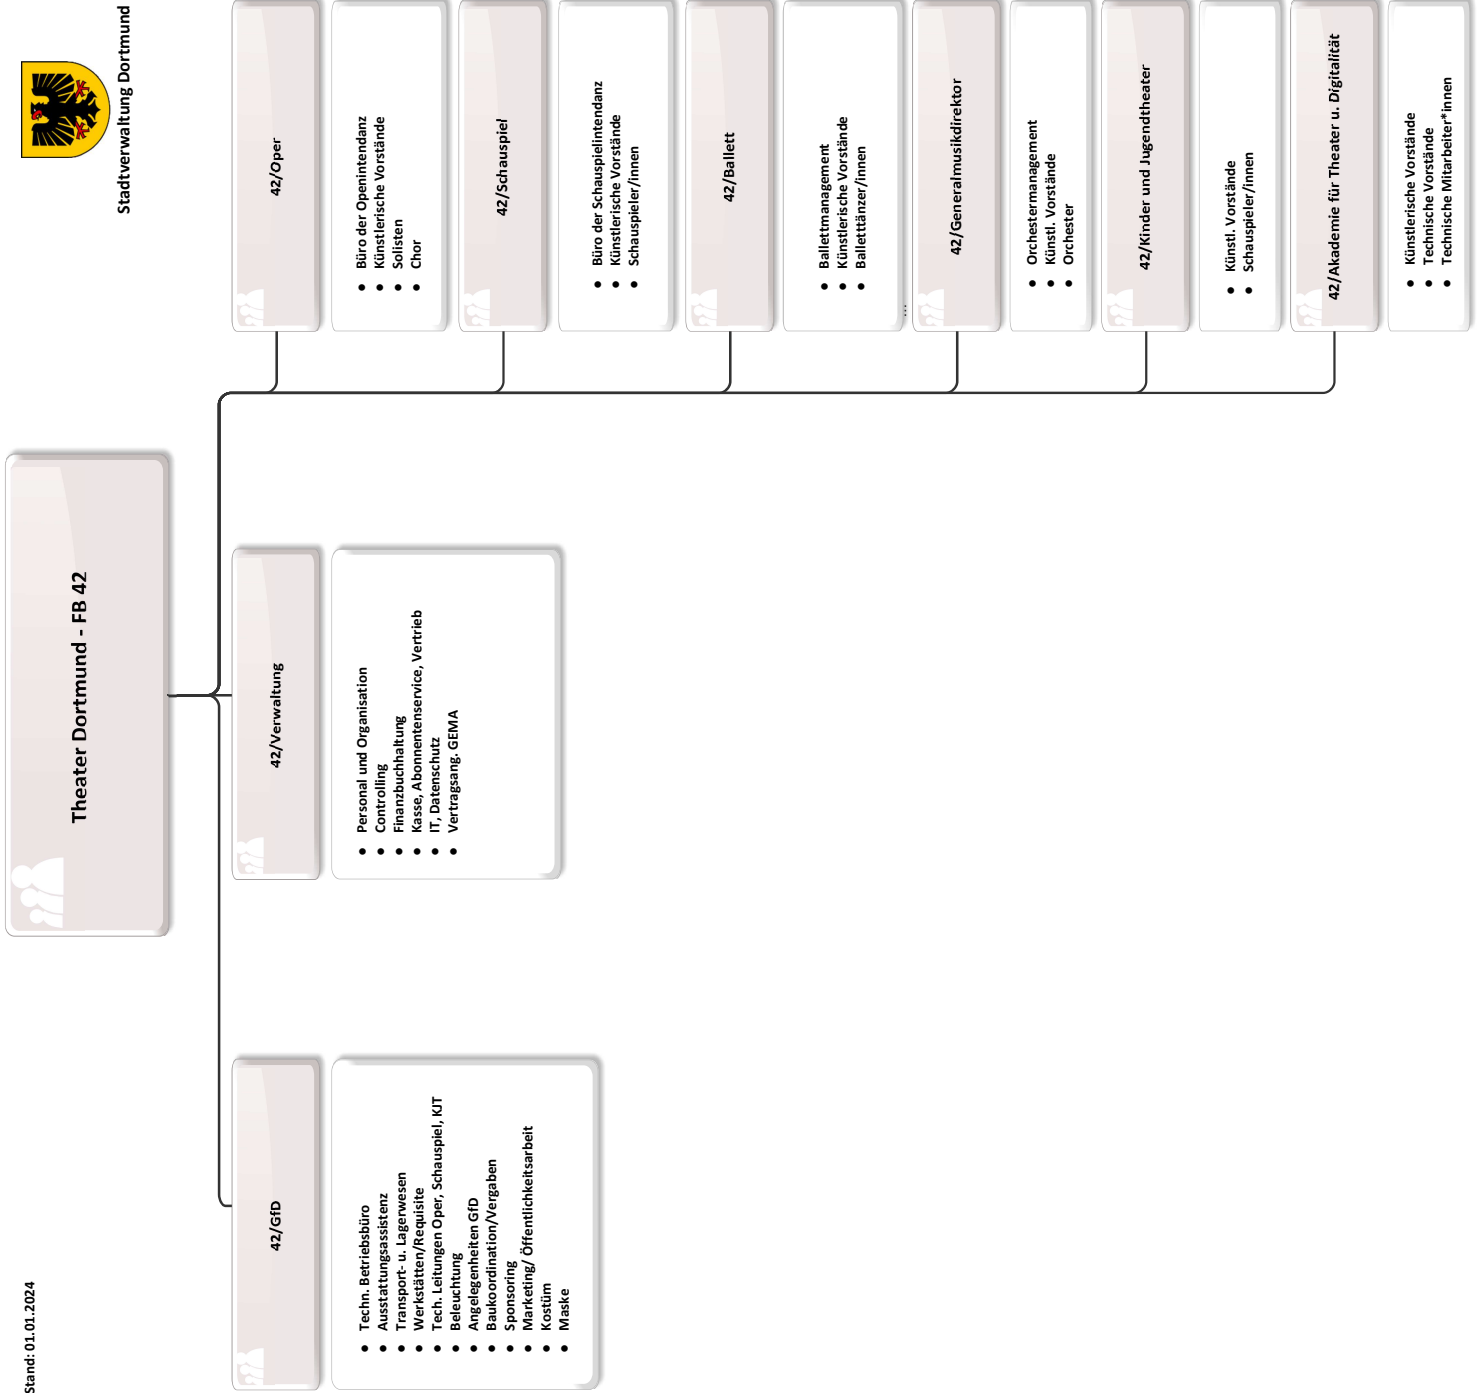 Stand: 01.01.2024
Stadtverwaltung Dortmund
Theater Dortmund - FB 42
42/GfD
Techn. Betriebsbüro
Ausstattungsassistenz
Transport- u. Lagerwesen
Werkstätten/Requisite
Tech. Leitungen Oper, Schauspiel, KJT
Beleuchtung
Angelegenheiten GfD
Baukoordination/Vergaben
Sponsoring
Marketing/ Öffentlichkeitsarbeit
Kostüm
Maske
42/Verwaltung
Personal und Organisation
Controlling
Finanzbuchhaltung
Kasse, Abonnentenservice, Vertrieb
IT, Datenschutz
Vertragsang. GEMA
42/Oper
Büro der Openintendanz
Künstlerische Vorstände
Solisten
Chor
42/Schauspiel
Büro der Schauspielintendanz
Künstlerische Vorstände
Schauspieler/innen
42/Ballett
Ballettmanagement
Künstlerische Vorstände
Balletttänzer/innen
...
42/Generalmusikdirektor
Orchestermanagement
Künstl. Vorstände
Orchester
42/Kinder und Jugendtheater
Künstl. Vorstände
Schauspieler/innen
42/Akademie für Theater u. Digitalität
Künstlerische Vorstände
Technische Vorstände
Technische Mitarbeiter*innen